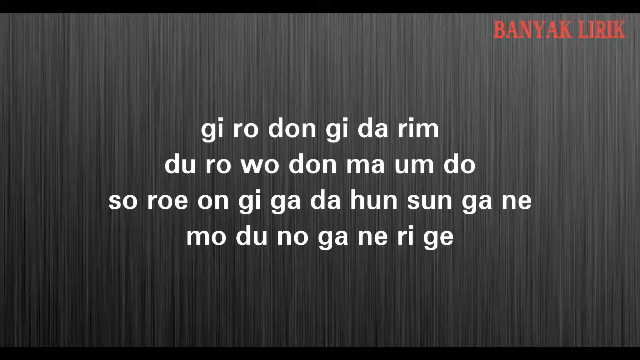 BANYAK LIRIK
gi ro don gi da rim
du ro wo don ma um do
so roe on gi ga da hun sun ga ne
mo du no ga ne ri ge